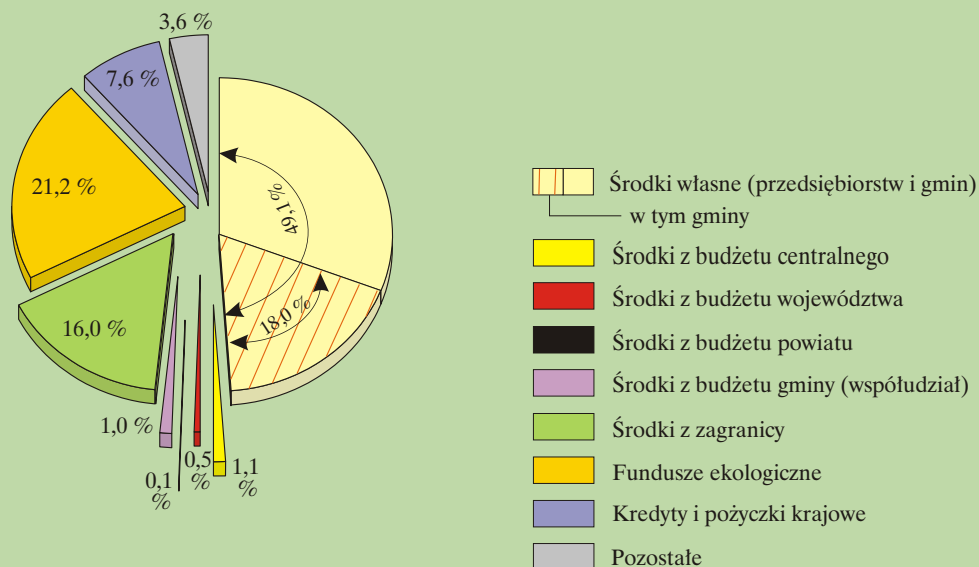 3,6 %
7,6 %
21,2 %
49,1 %
18,0 %
16,0 %
1,0 %
0,1
%
0,5
%
1,1
%
Środki własne (przedsiębiorstw i gmin)
w tym gminy
Środki z budżetu centralnego
Środki z budżetu województwa
Środki z budżetu powiatu
Środki z budżetu gminy (współudział)
Środki z zagranicy
Fundusze ekologiczne
Kredyty i pożyczki krajowe
Pozostałe